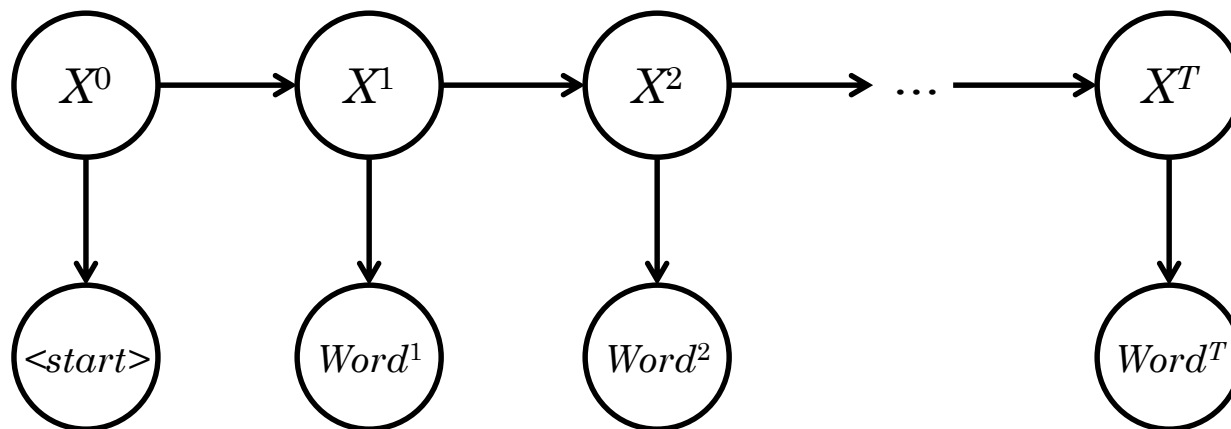 X⁰ X¹ X² ... Xᵀ
<start> Word¹ Word² Wordᵀ